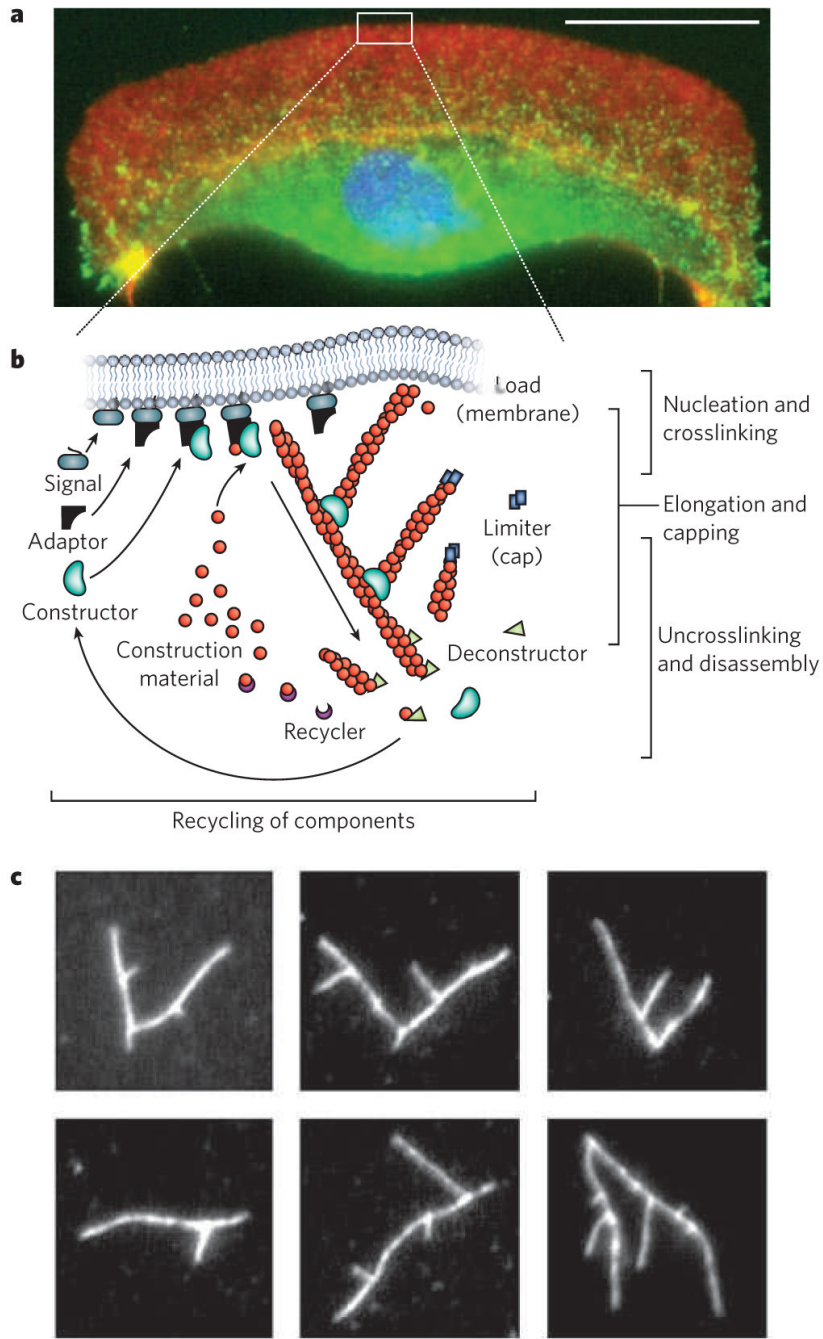 a
b
Load
(membrane)
Nucleation and
crosslinking
Signal
Adaptor
Limiter
(cap)
Elongation and
capping
Constructor
Construction
material
Deconstructor
Uncrosslinking
and disassembly
Recycler
Recycling of components
c